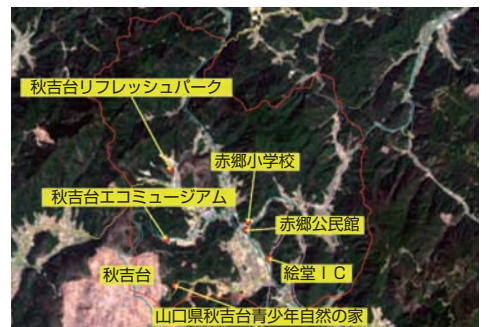 秋吉台リフレッシュパーク
赤郷小学校
秋吉台エコミュージアム
赤郷公民館
秋吉台
絵堂ＩＣ
山口県秋吉台青少年自然の家